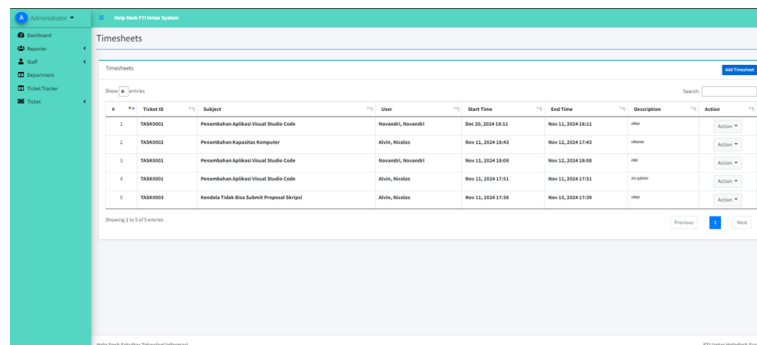 A Administrator
Help Desk FTI Untar System
Dashboard
Reporter
Staff
Department
Ticket Tracker
Ticket
Timesheets
Timesheets
Add Timesheet
Show entries
Search:
# Ticket ID Subject User Start Time End Time Description Action
1 TASK0001 Penambahan Aplikasi Visual Studio Code Novandri, Novandri Dec 20, 2024 18:11 Nov 11, 2024 18:11 Action
2 TASK0002 Penambahan Kapasitas Komputer Alvin, Nicolas Nov 11, 2024 18:43 Nov 12, 2024 17:43 Action
3 TASK0001 Penambahan Aplikasi Visual Studio Code Novandri, Novandri Nov 11, 2024 18:08 Nov 12, 2024 18:08 oke Action
4 TASK0001 Penambahan Aplikasi Visual Studio Code Alvin, Nicolas Nov 11, 2024 17:51 Nov 11, 2024 17:51 ini admin Action
5 TASK0003 Kendala Tidak Bisa Submit Proposal Skripsi Alvin, Nicolas Nov 11, 2024 17:38 Nov 15, 2024 17:39 Action
Showing 1 to 5 of 5 entries
Previous 1 Next